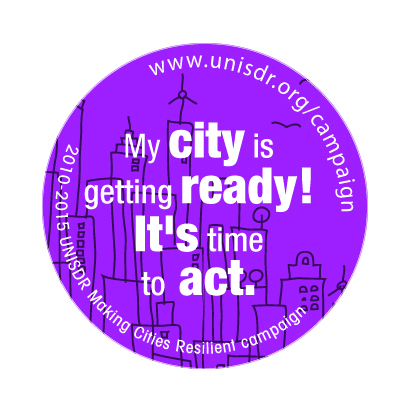 www.unisdr.org/campaign
My city is
getting ready!
It's time
to act.
2010-2015 UNISDR Making Cities Resilient campaign